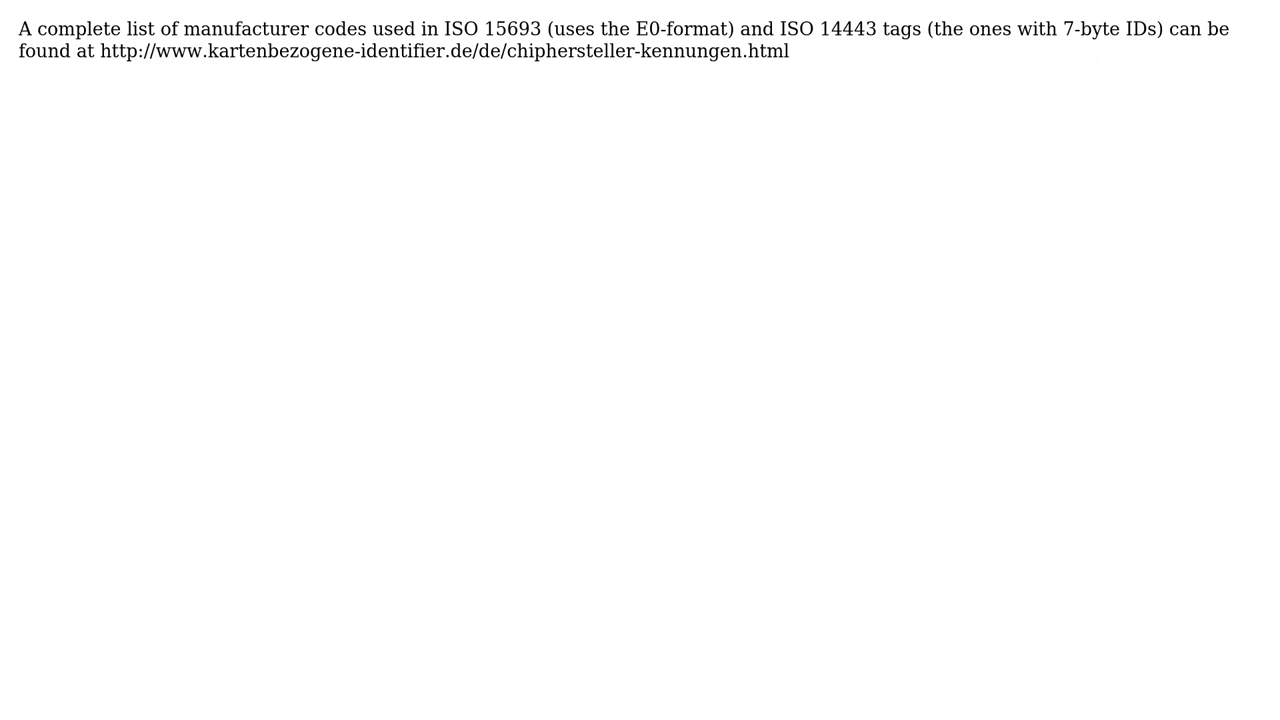 A complete list of manufacturer codes used in ISO 15693 (uses the E0-format) and ISO 14443 tags (the ones with 7-byte IDs) can be
found at http://www.kartenbezogene-identifier.de/de/chiphersteller-kennungen.html